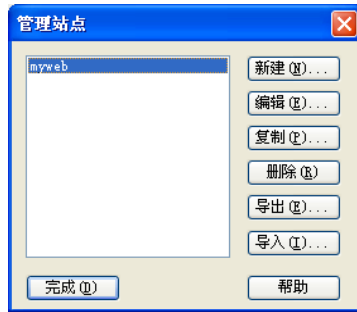 管理站点
myweb
新建(N)...
编辑(E)...
复制(P)...
删除(R)
导出(E)...
导入(I)...
完成(D)
帮助